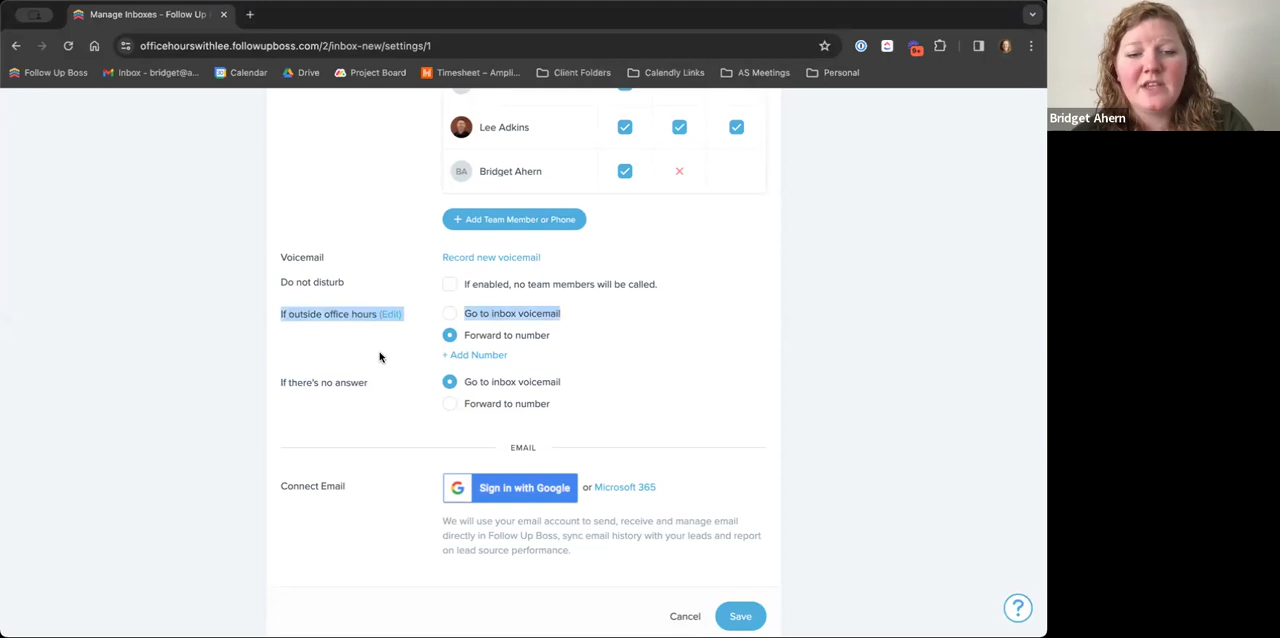 Manage Inboxes - Follow Up
officehourswithlee.followupboss.com/2/inbox-new/settings/1
9+
Follow Up Boss
Inbox - bridget@a...
Calendar
Drive
Project Board
Timesheet – Ampli...
Client Folders
Calendly Links
AS Meetings
Personal
Bridget Ahern
Lee Adkins
BA Bridget Ahern
+ Add Team Member or Phone
Voicemail Record new voicemail
Do not disturb If enabled, no team members will be called.
If outside office hours (Edit) Go to inbox voicemail
Forward to number
+ Add Number
If there's no answer Go to inbox voicemail
Forward to number
EMAIL
Connect Email G Sign in with Google or Microsoft 365
We will use your email account to send, receive and manage email
directly in Follow Up Boss, sync email history with your leads and report
on lead source performance.
Cancel Save
?